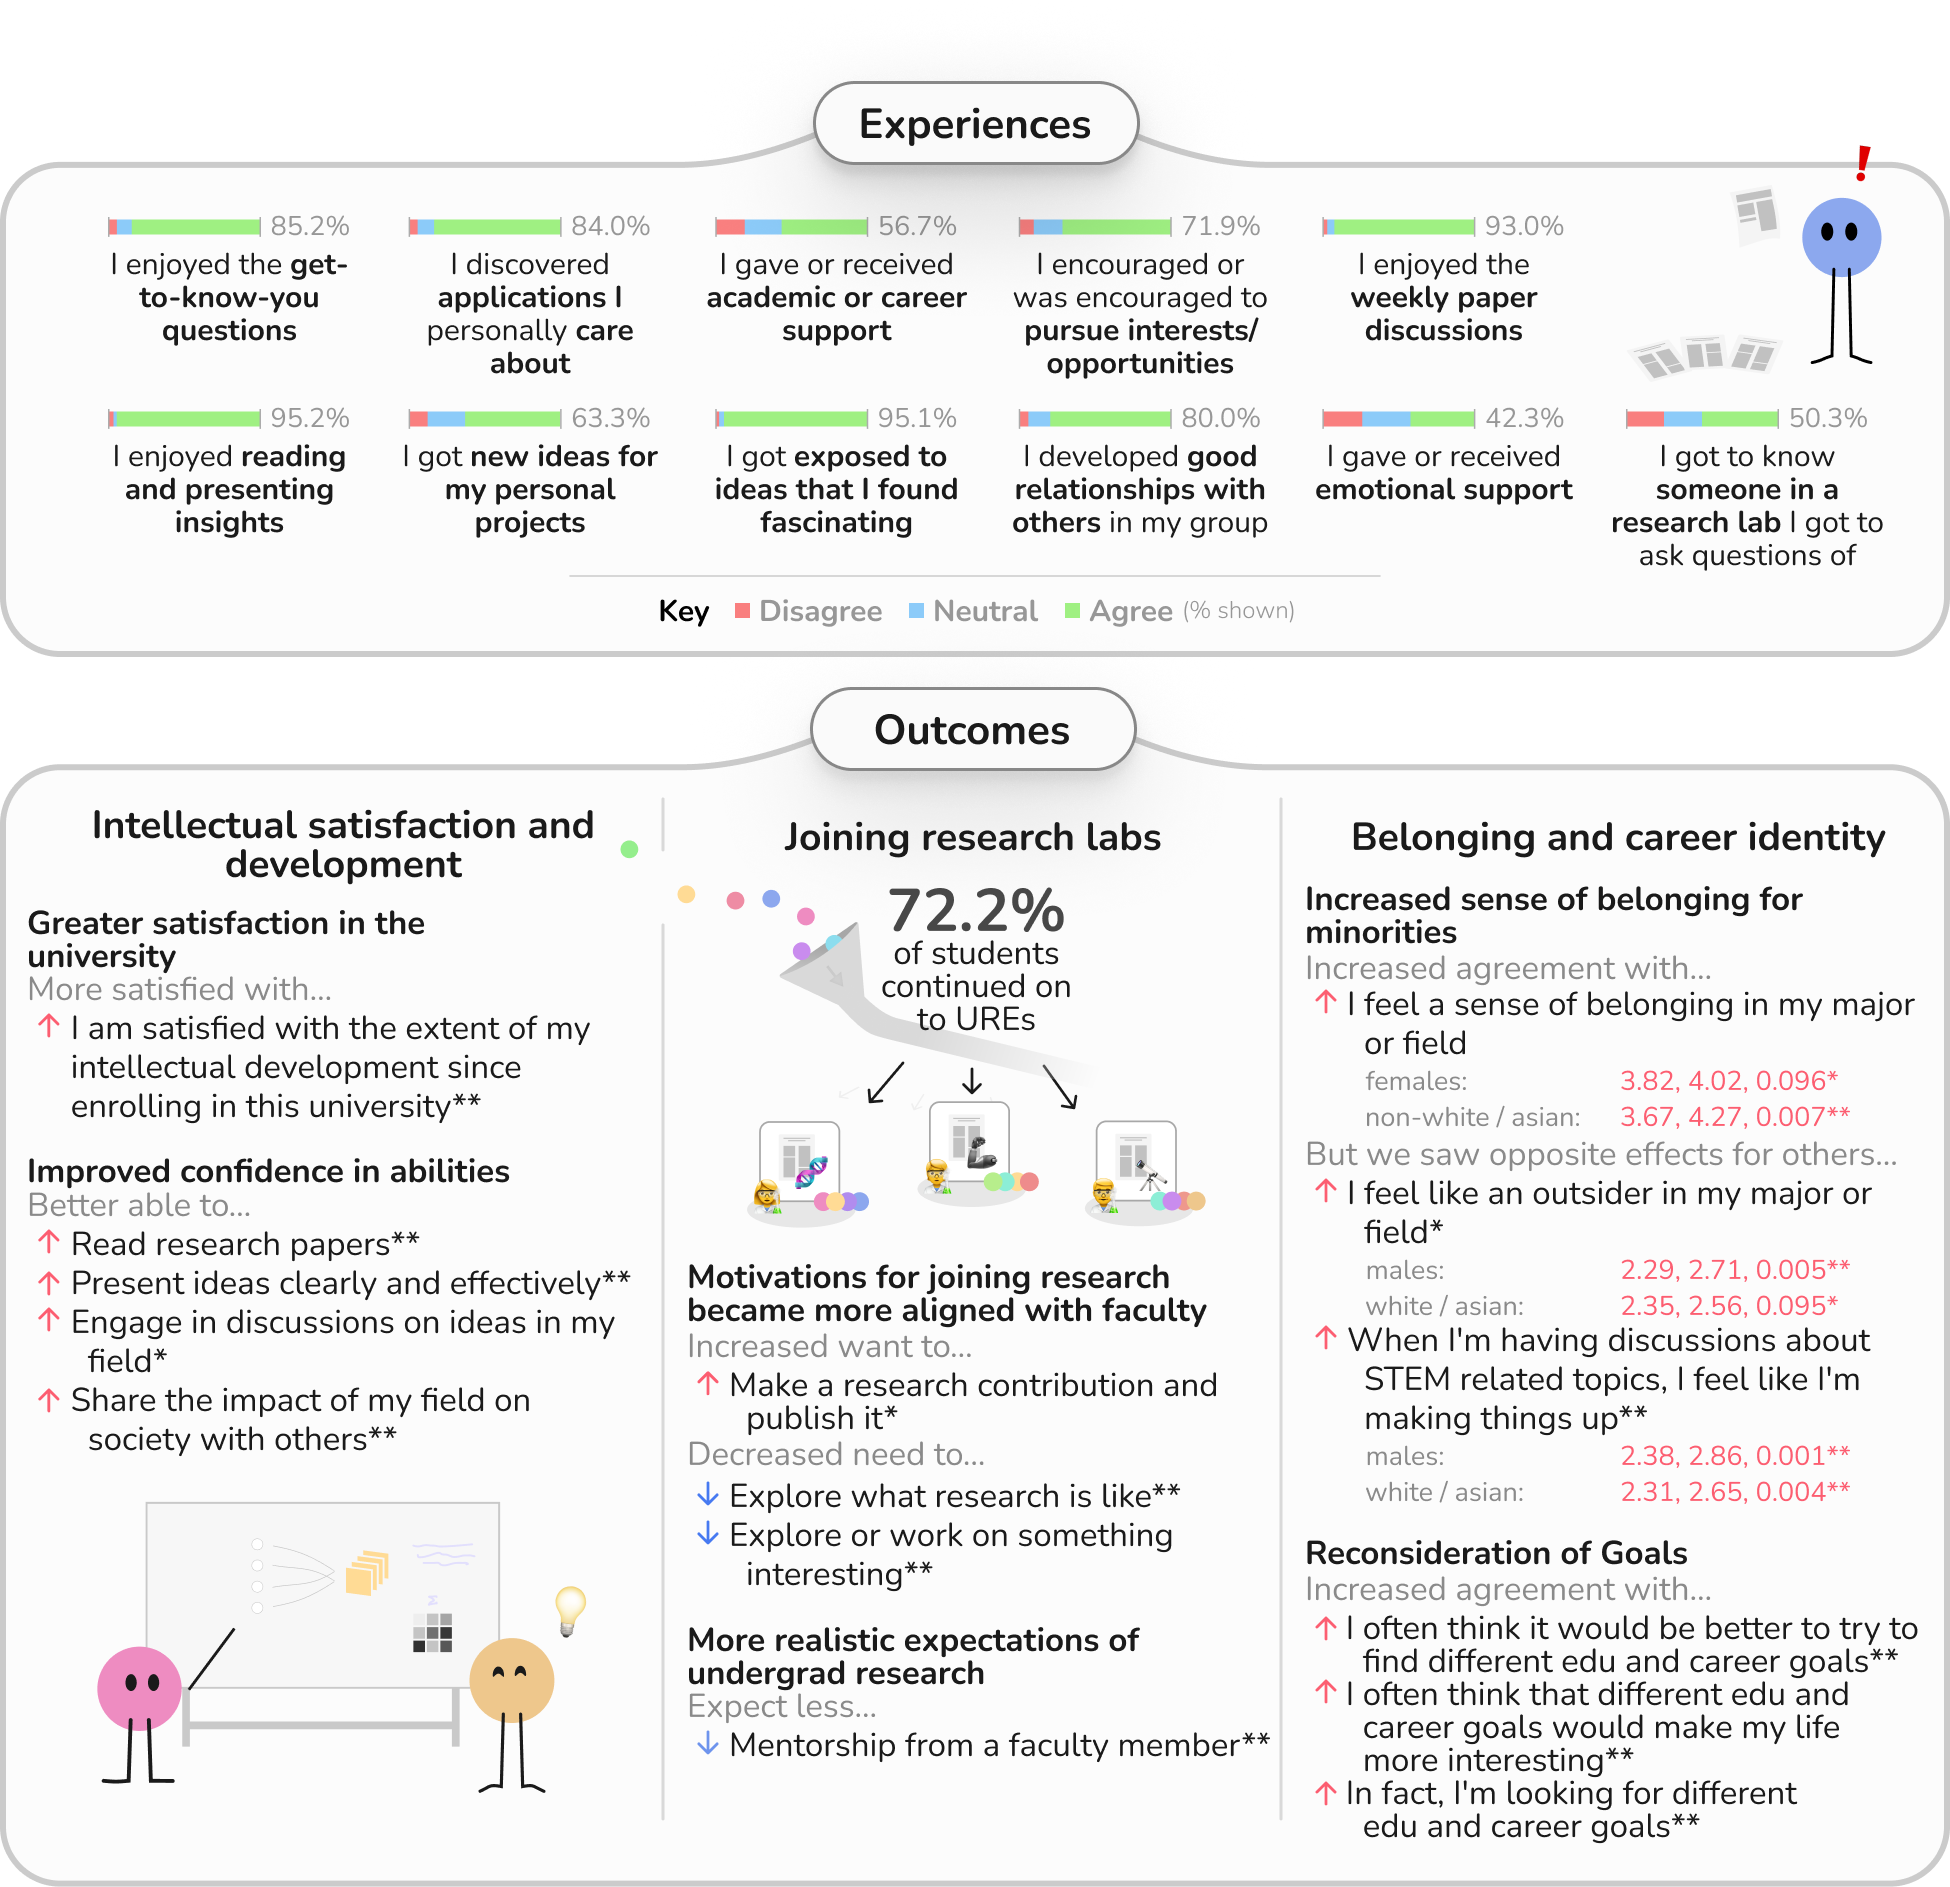 Experiences
85.2%
I enjoyed the get-
to-know-you
questions
84.0%
I discovered
applications I
personally care
about
56.7%
I gave or received
academic or career
support
71.9%
I encouraged or
was encouraged to
pursue interests/
opportunities
93.0%
I enjoyed the
weekly paper
discussions
!
95.2%
I enjoyed reading
and presenting
insights
63.3%
I got new ideas for
my personal
projects
95.1%
I got exposed to
ideas that I found
fascinating
80.0%
I developed good
relationships with
others in my group
42.3%
I gave or received
emotional support
50.3%
I got to know
someone in a
research lab I got to
ask questions of
Key Disagree Neutral Agree (% shown)
Outcomes
Intellectual satisfaction and
development
Greater satisfaction in the
university
More satisfied with...
↑ I am satisfied with the extent of my
intellectual development since
enrolling in this university**
Improved confidence in abilities
Better able to...
↑ Read research papers**
↑ Present ideas clearly and effectively**
↑ Engage in discussions on ideas in my
field*
↑ Share the impact of my field on
society with others**
Joining research labs
72.2%
of students
continued on
to UREs
Motivations for joining research
became more aligned with faculty
Increased want to...
↑ Make a research contribution and
publish it*
Decreased need to...
↓ Explore what research is like**
↓ Explore or work on something
interesting**
More realistic expectations of
undergrad research
Expect less...
↓ Mentorship from a faculty member**
Belonging and career identity
Increased sense of belonging for
minorities
Increased agreement with...
↑ I feel a sense of belonging in my major
or field
females: 3.82, 4.02, 0.096*
non-white / asian: 3.67, 4.27, 0.007**
But we saw opposite effects for others...
↑ I feel like an outsider in my major or
field*
males: 2.29, 2.71, 0.005**
white / asian: 2.35, 2.56, 0.095*
↑ When I'm having discussions about
STEM related topics, I feel like I'm
making things up**
males: 2.38, 2.86, 0.001**
white / asian: 2.31, 2.65, 0.004**
Reconsideration of Goals
Increased agreement with...
↑ I often think it would be better to try to
find different edu and career goals**
↑ I often think that different edu and
career goals would make my life
more interesting**
↑ In fact, I'm looking for different
edu and career goals**